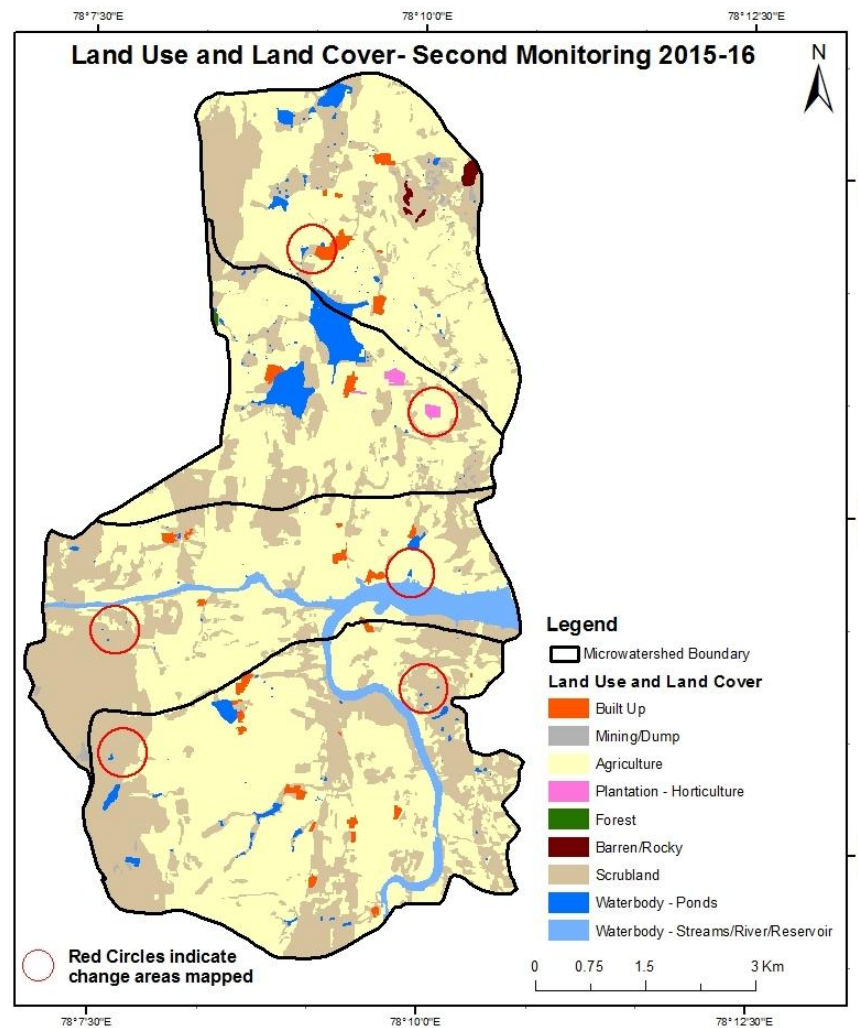 78°7'30"E 78°10'0"E 78°12'30"E
Land Use and Land Cover- Second Monitoring 2015-16
N
Legend
Microwatershed Boundary
Land Use and Land Cover
Built Up
Mining/Dump
Agriculture
Plantation - Horticulture
Forest
Barren/Rocky
Scrubland
Waterbody - Ponds
Waterbody - Streams/River/Reservoir
Red Circles indicate
change areas mapped
0 0.75 1.5 3 Km
78°7'30"E 78°10'0"E 78°12'30"E